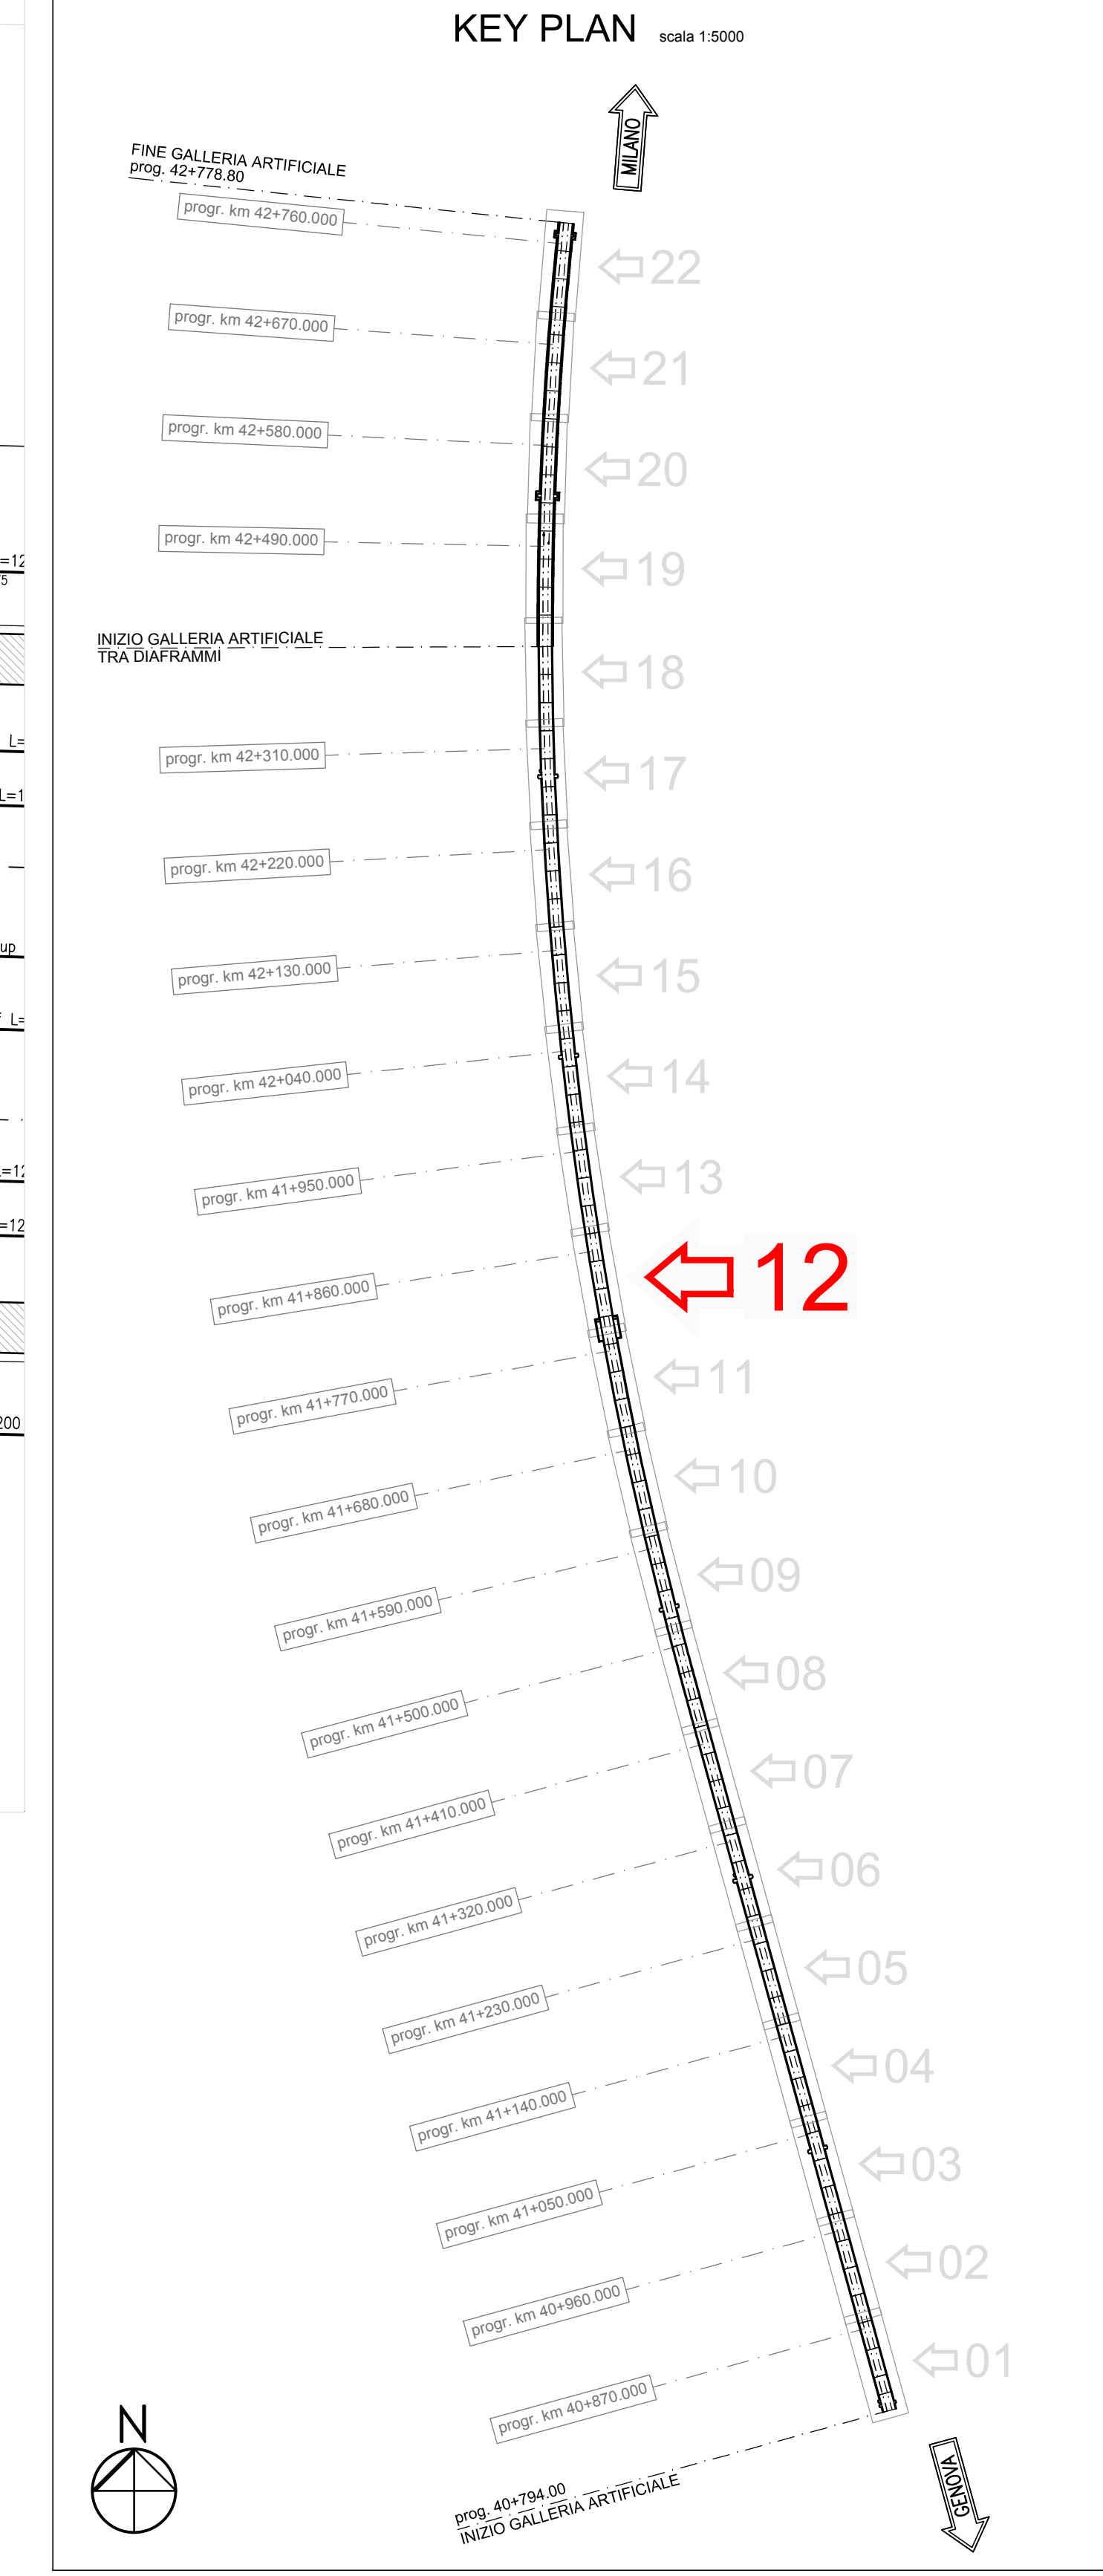 KEY PLAN scala 1:5000
MILANO
FINE GALLERIA ARTIFICIALE
prog. 42+778.80
progr. km 42+760.000
22
progr. km 42+670.000
21
progr. km 42+580.000
20
progr. km 42+490.000
=12
19
INIZIO GALLERIA ARTIFICIALE
TRA DIAFRAMMI
18
L=
progr. km 42+310.000
17
L=1
progr. km 42+220.000
16
up
progr. km 42+130.000
15
L=
progr. km 42+040.000
14
=12
progr. km 41+950.000
13
=12
progr. km 41+860.000
12
progr. km 41+770.000
11
200
progr. km 41+680.000
10
progr. km 41+590.000
09
progr. km 41+500.000
08
progr. km 41+410.000
07
progr. km 41+320.000
06
progr. km 41+230.000
05
progr. km 41+140.000
04
progr. km 41+050.000
03
progr. km 40+960.000
02
progr. km 40+870.000
01
N
prog. 40+794.00
INIZIO GALLERIA ARTIFICIALE
GENOVA